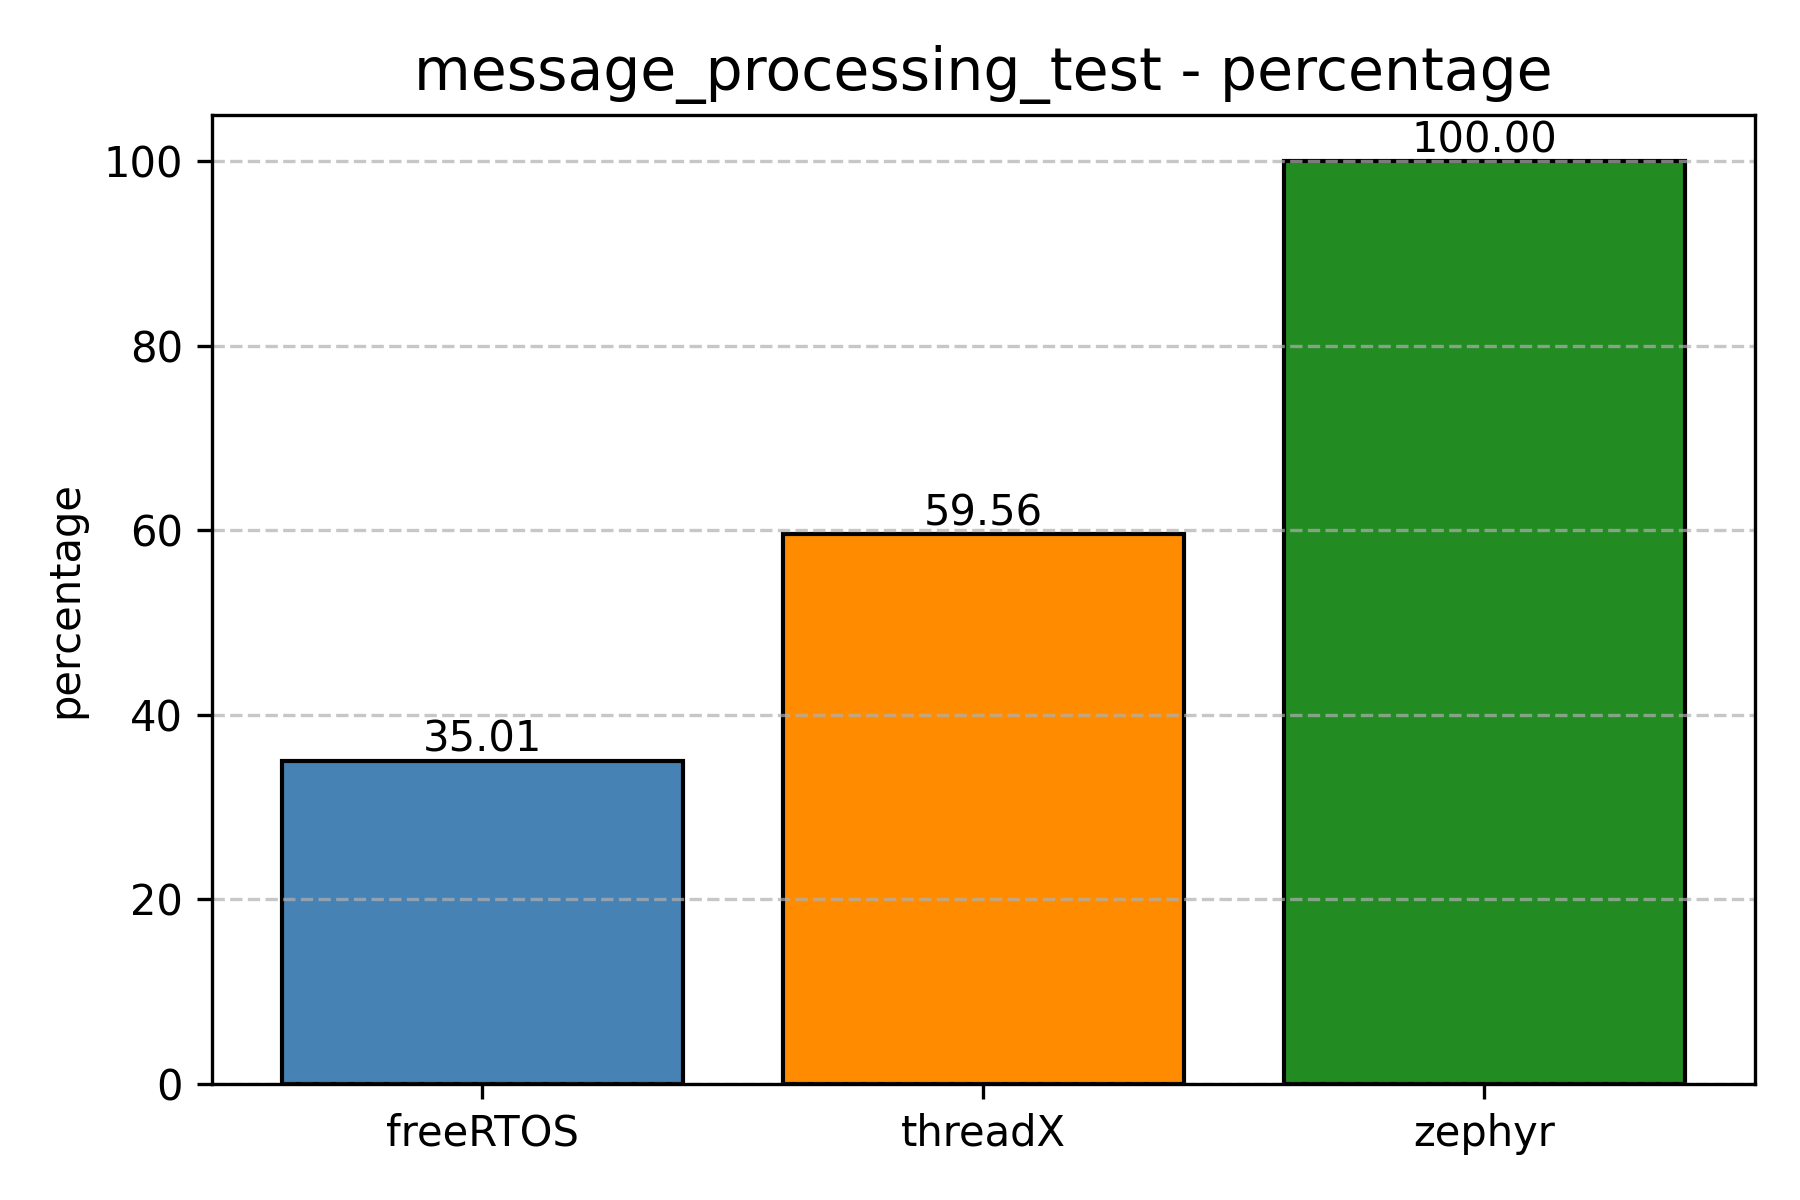 message_processing_test - percentage
percentage
100
80
60
40
20
0
35.01
59.56
100.00
freeRTOS
threadX
zephyr